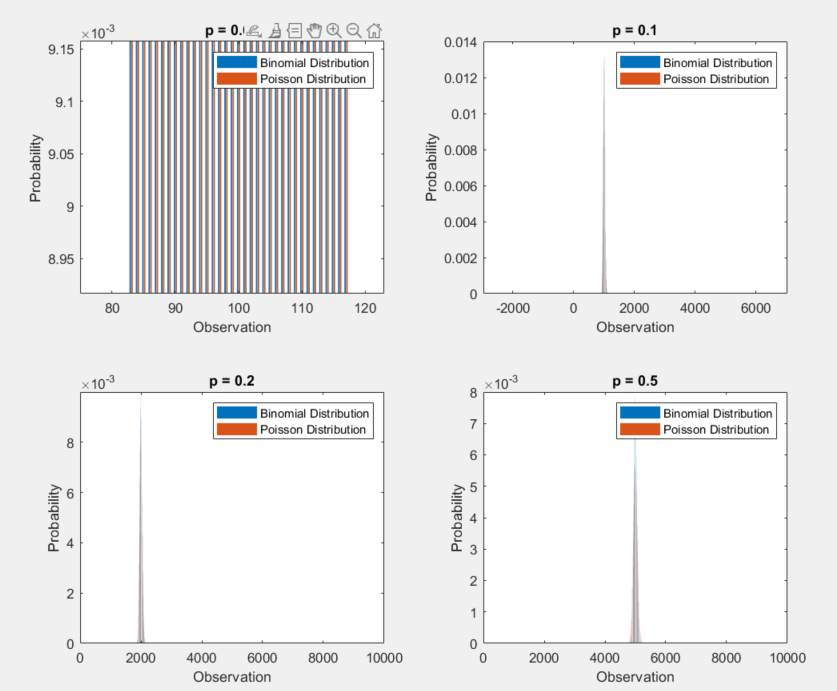 p = 0.
×10^-3
9.15
9.1
9.05
9
8.95
Probability
80 90 100 110 120
Observation
Binomial Distribution
Poisson Distribution
p = 0.1
0.014
0.012
0.01
0.008
0.006
0.004
0.002
0
Probability
-2000 0 2000 4000 6000
Observation
Binomial Distribution
Poisson Distribution
p = 0.2
×10^-3
8
6
4
2
0
Probability
0 2000 4000 6000 8000 10000
Observation
Binomial Distribution
Poisson Distribution
p = 0.5
×10^-3
8
7
6
5
4
3
2
1
0
Probability
0 2000 4000 6000 8000 10000
Observation
Binomial Distribution
Poisson Distribution